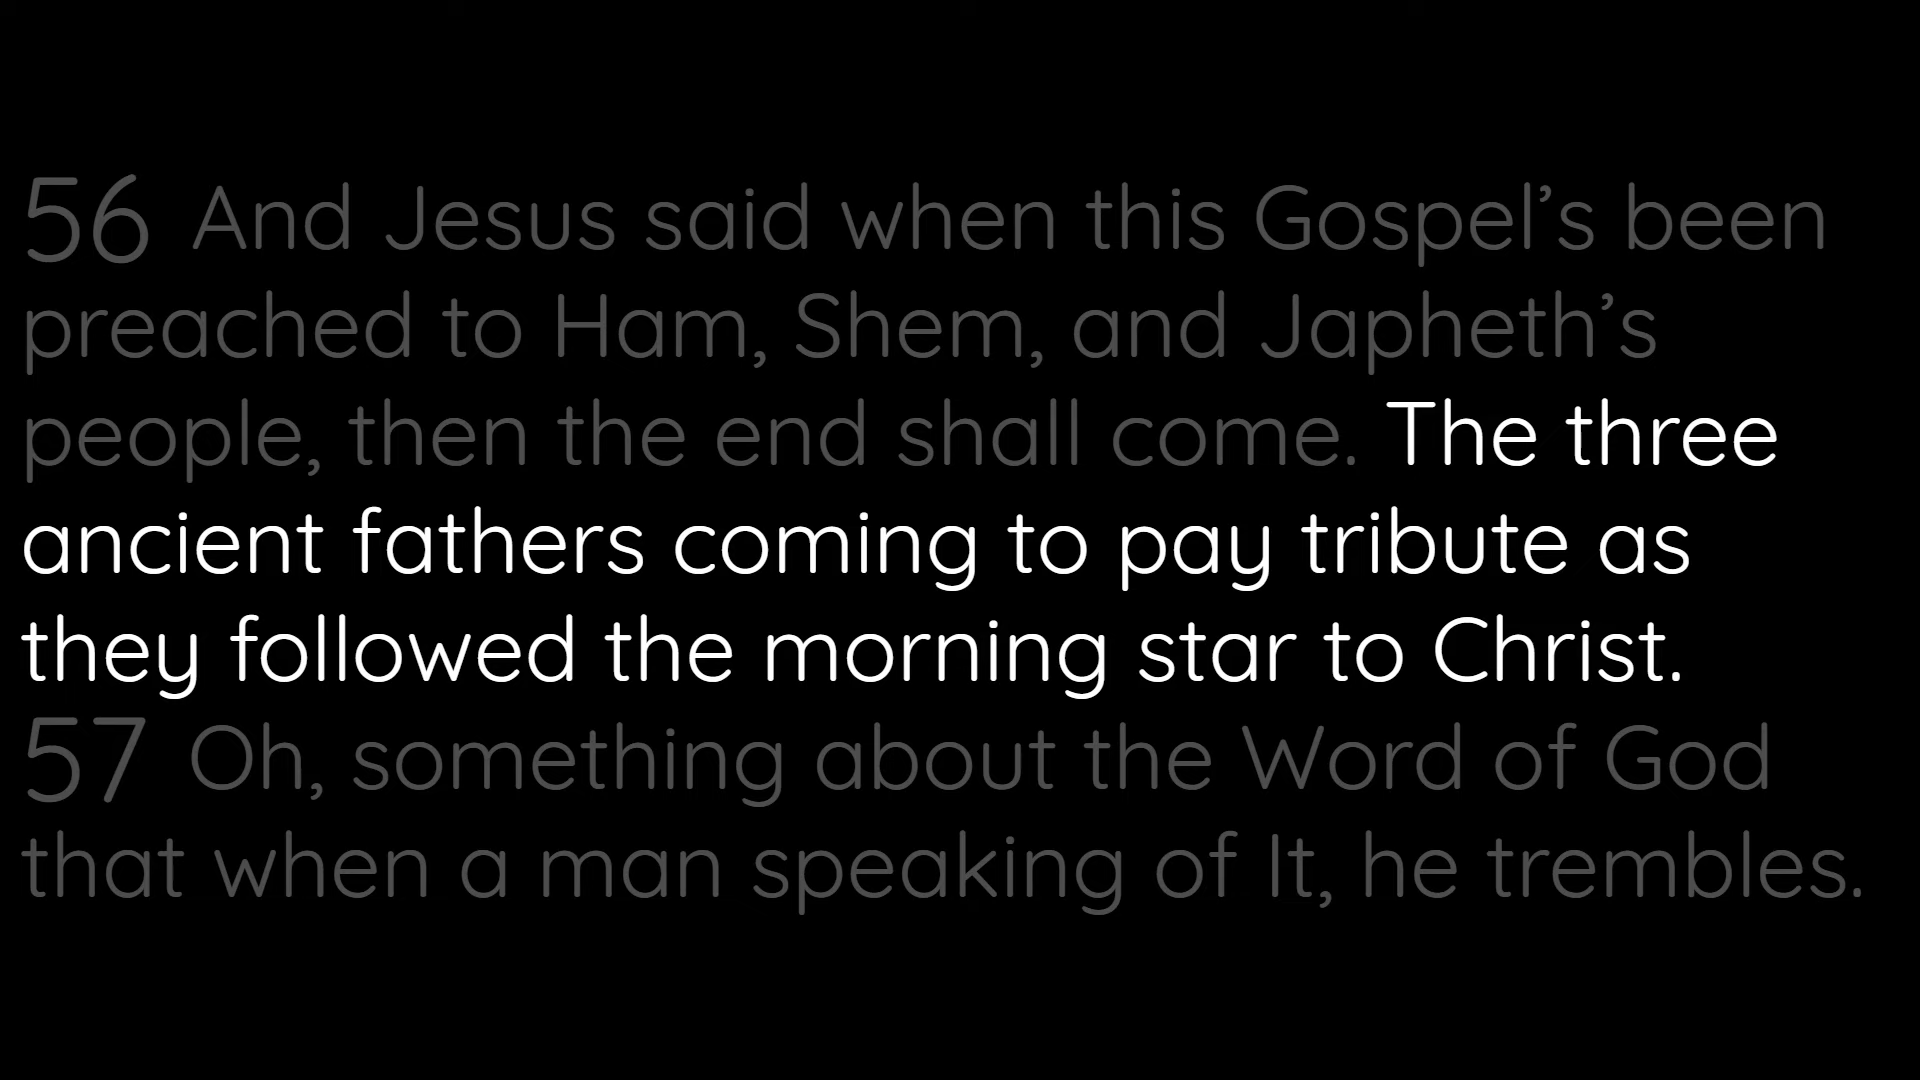 56 And Jesus said when this Gospel’s been
preached to Ham, Shem, and Japheth’s
people, then the end shall come. The three
ancient fathers coming to pay tribute as
they followed the morning star to Christ.
57 Oh, something about the Word of God
that when a man speaking of It, he trembles.